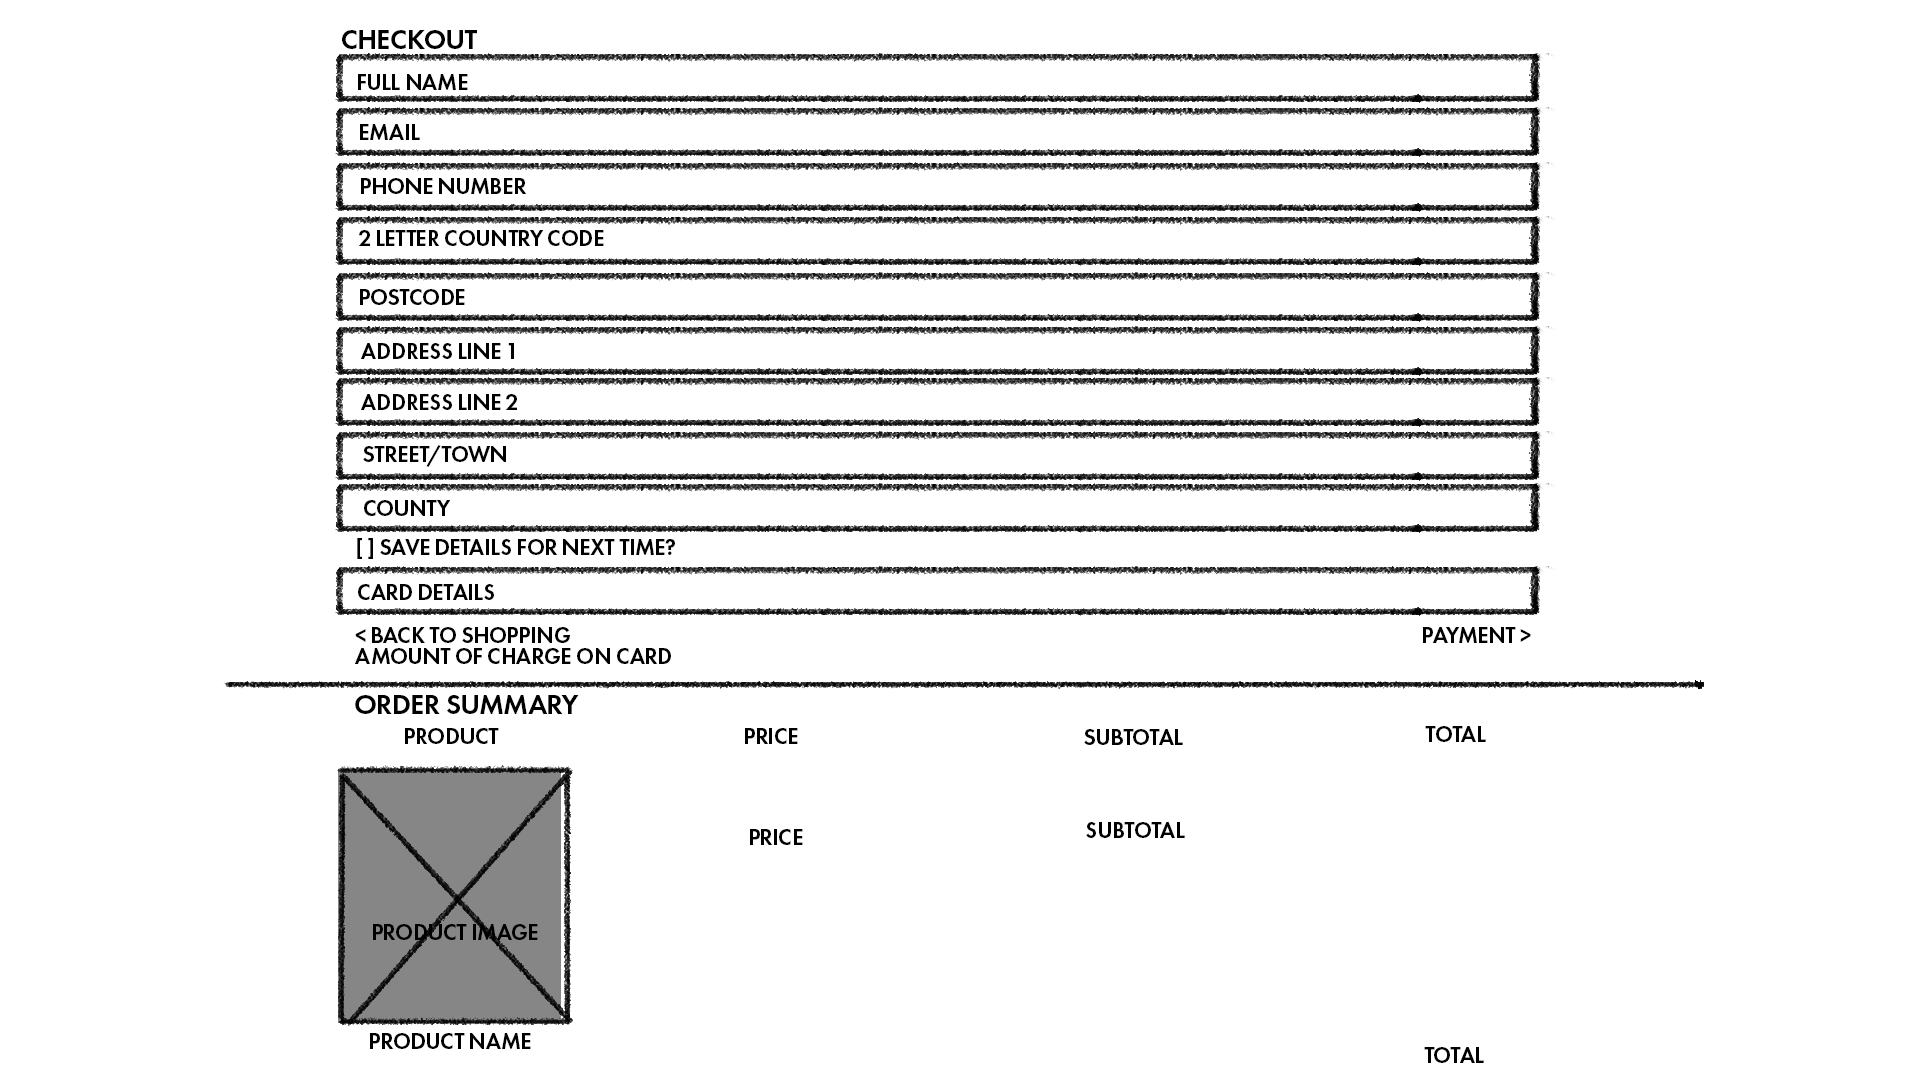 CHECKOUT
FULL NAME
EMAIL
PHONE NUMBER
2 LETTER COUNTRY CODE
POSTCODE
ADDRESS LINE 1
ADDRESS LINE 2
STREET/TOWN
COUNTY
[ ] SAVE DETAILS FOR NEXT TIME?
CARD DETAILS
< BACK TO SHOPPING PAYMENT >
AMOUNT OF CHARGE ON CARD
ORDER SUMMARY
PRODUCT PRICE SUBTOTAL TOTAL
PRICE SUBTOTAL
PRODUCT IMAGE
PRODUCT NAME
TOTAL